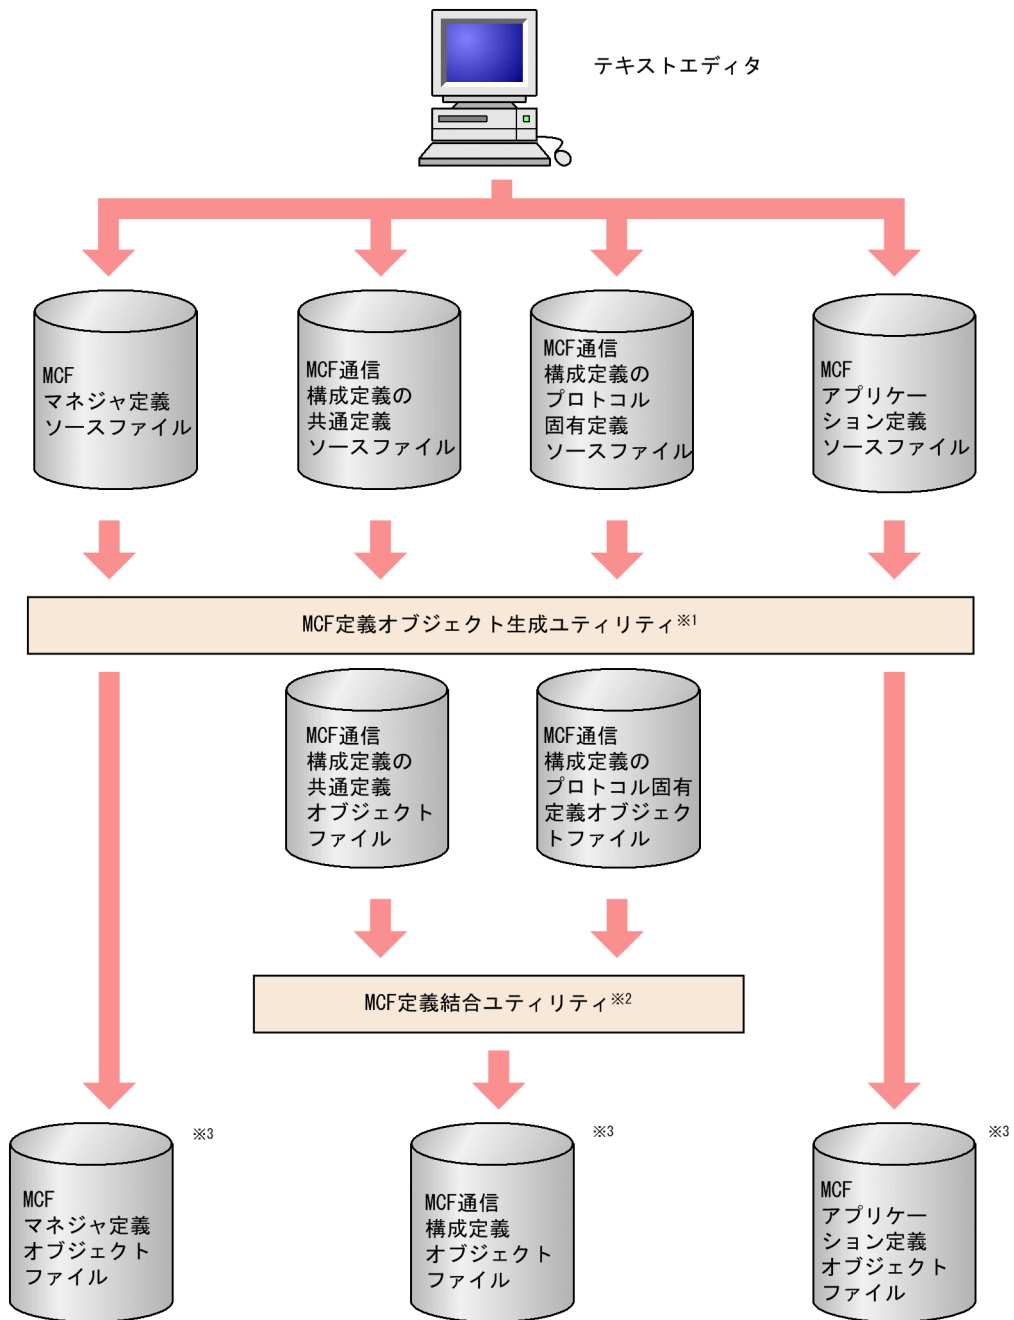 テキストエディタ
MCF
マネジャ定義
ソースファイル
MCF通信
構成定義の
共通定義
ソースファイル
MCF通信
構成定義の
プロトコル
固有定義
ソースファイル
MCF
アプリケー
ション定義
ソースファイル
MCF定義オブジェクト生成ユティリティ※1
MCF通信
構成定義の
共通定義
オブジェクト
ファイル
MCF通信
構成定義の
プロトコル固有
定義オブジェク
トファイル
MCF定義結合ユティリティ※2
※3
MCF
マネジャ定義
オブジェクト
ファイル
※3
MCF通信
構成定義
オブジェクト
ファイル
※3
MCF
アプリケー
ション定義
オブジェクト
ファイル